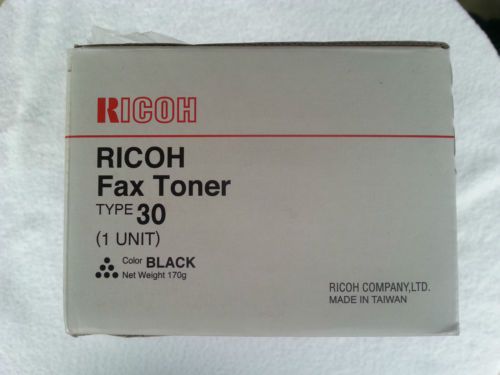 RICOH
RICOH
Fax Toner
TYPE 30
(1 UNIT)
Color BLACK
Net Weight 170g
RICOH COMPANY,LTD.
MADE IN TAIWAN